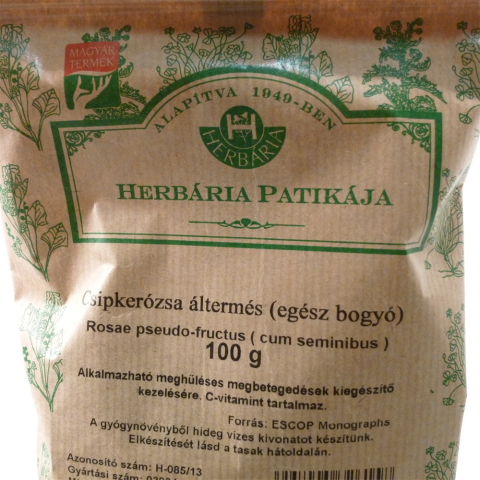 MAGYAR
TERMÉK
ALAPÍTVA 1949-BEN
H
HERBÁRIA
HERBÁRIA PATIKÁJA
Csipkerózsa áltermés (egész bogyó)
Rosae pseudo-fructus ( cum seminibus )
100 g
Alkalmazható meghűléses megbetegedések kiegészítő
kezelésére. C-vitamint tartalmaz.
Forrás: ESCOP Monographs
A gyógynövényből hideg vizes kivonatot készítünk.
Elkészítését lásd a tasak hátoldalán.
Azonosító szám: H-085/13
Gyártási szám: